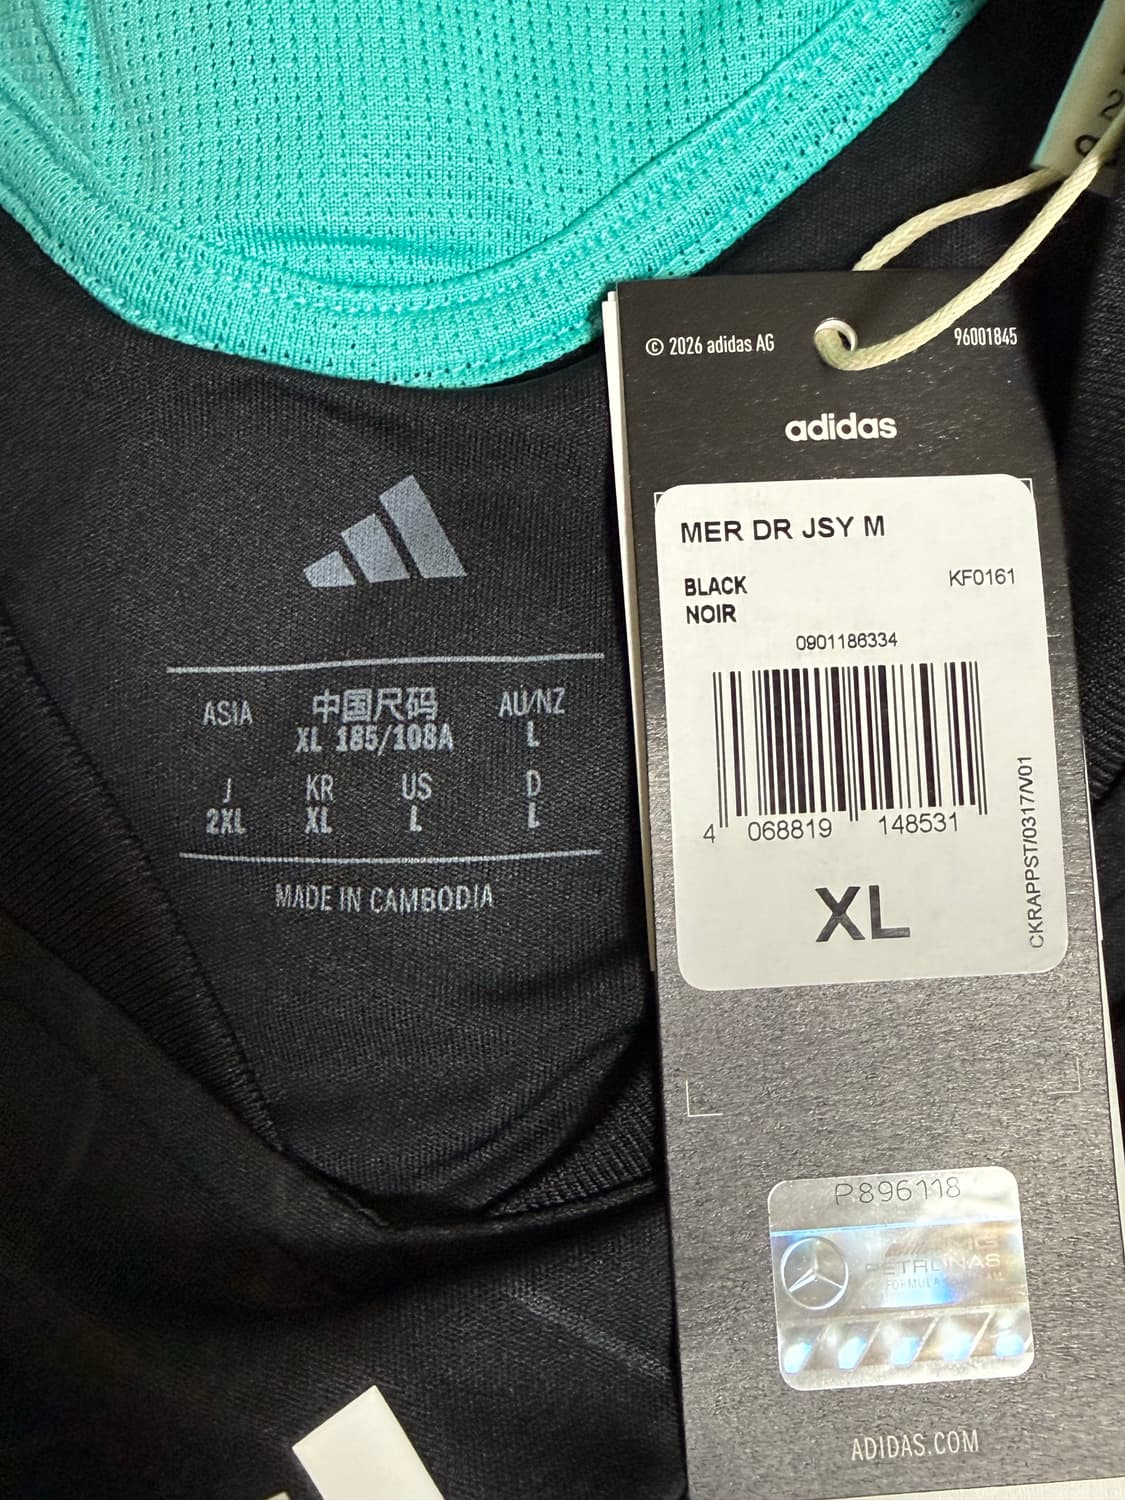 © 2026 adidas AG
96001845
adidas
MER DR JSY M
BLACK
KF0161
NOIR
0901186334
4 068819 148531
XL
CKRAPPST/0317/V01
P896118
PETRONAS
FORMULA
ADIDAS.COM
ASIA 中国尺码 AU/NZ
XL 185/108A L
J KR US D
2XL XL L L
MADE IN CAMBODIA